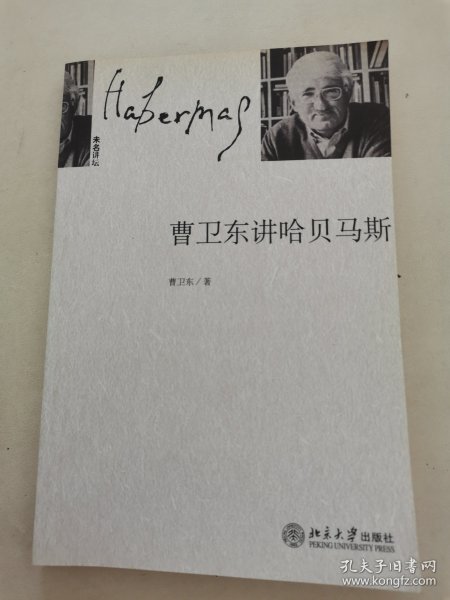 Habermas
未名讲坛
曹卫东讲哈贝马斯
曹卫东／著
北京大学出版社
PEKING UNIVERSITY PRESS
孔夫子旧书网
www.kongfz.com